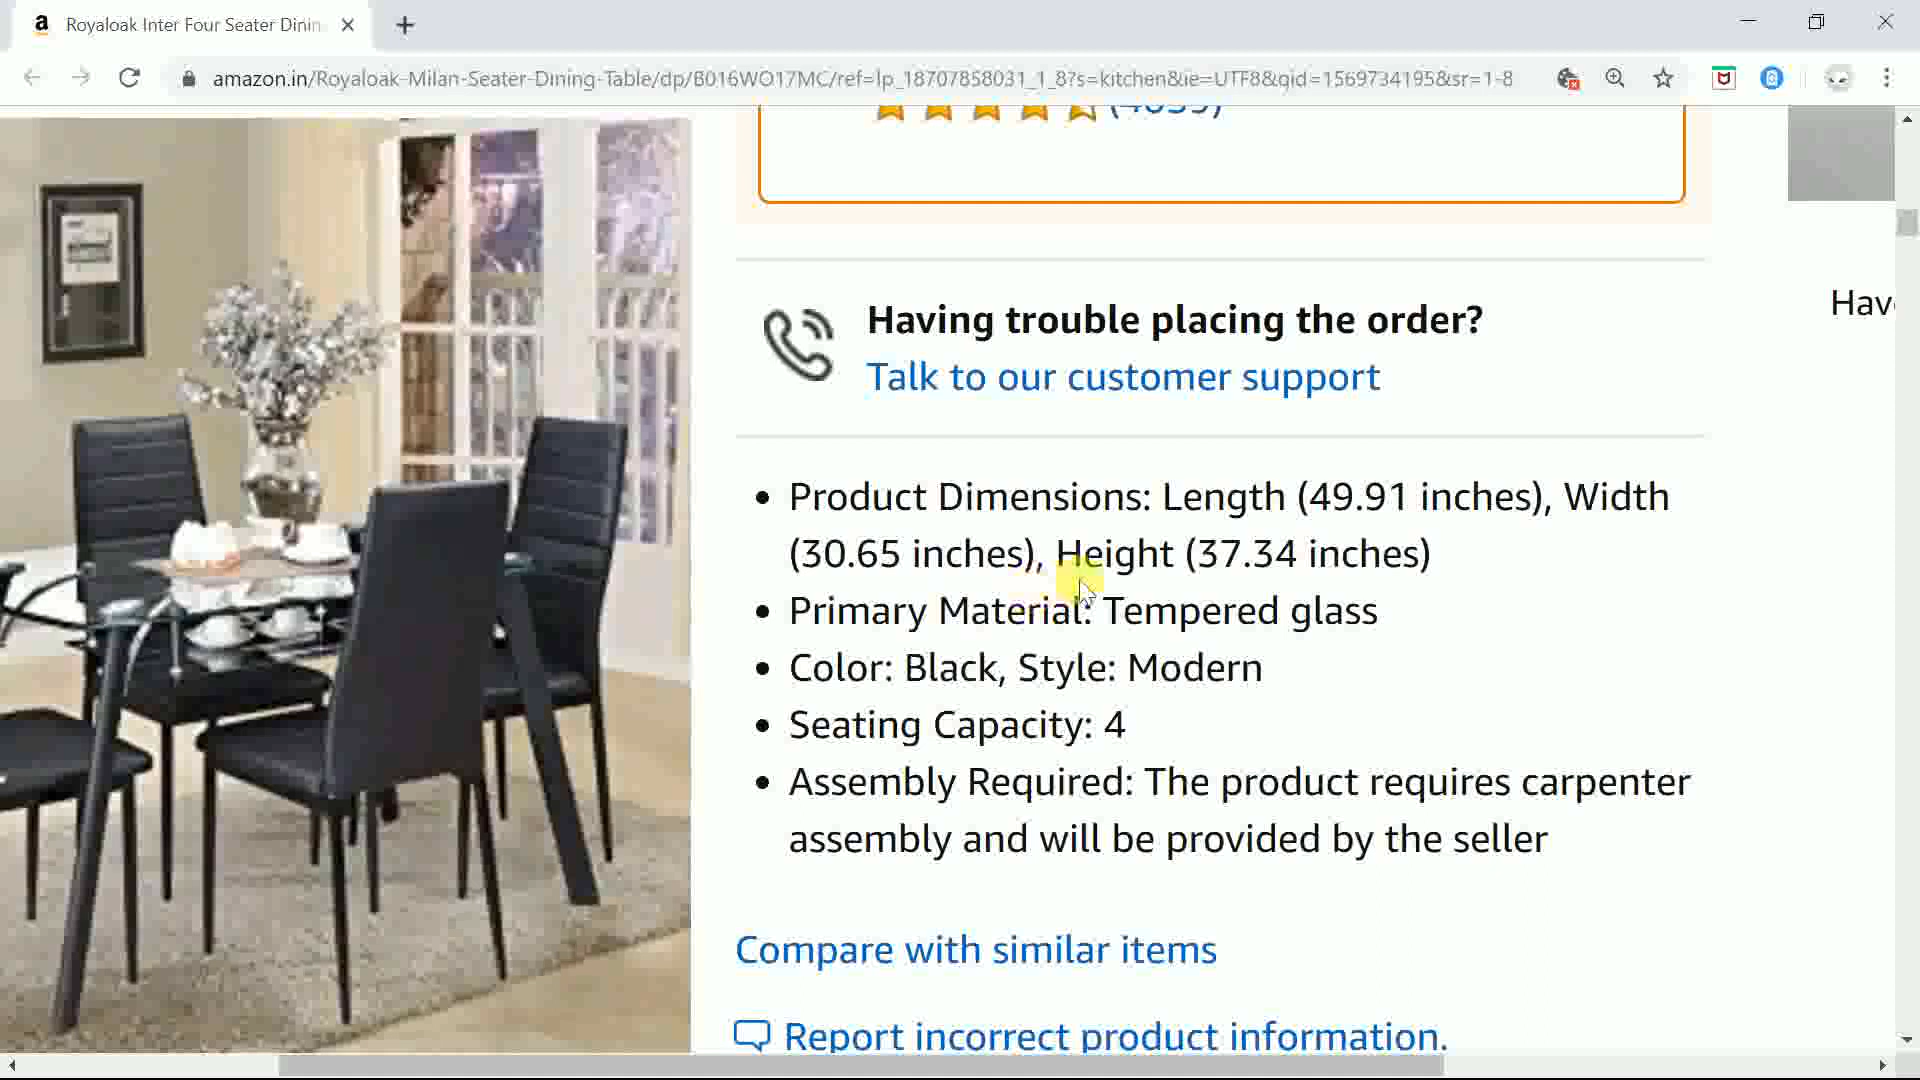 Royaloak Inter Four Seater Dinin
amazon.in/Royaloak-Milan-Seater-Dining-Table/dp/B016WO17MC/ref=lp_18707858031_1_8?s=kitchen&ie=UTF8&qid=1569734195&sr=1-8
Having trouble placing the order?
Talk to our customer support
Hav
• Product Dimensions: Length (49.91 inches), Width
(30.65 inches), Height (37.34 inches)
• Primary Material: Tempered glass
• Color: Black, Style: Modern
• Seating Capacity: 4
• Assembly Required: The product requires carpenter
assembly and will be provided by the seller
Compare with similar items
Report incorrect product information.